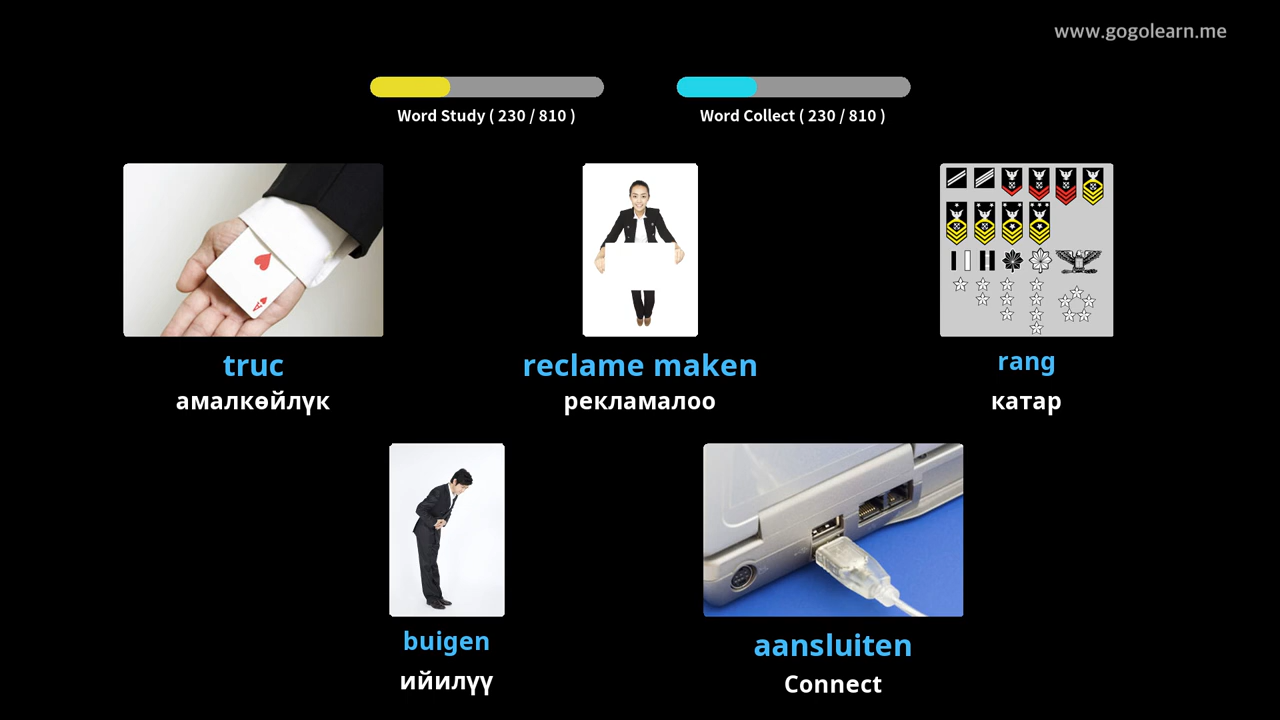 www.gogolearn.me
Word Study ( 230 / 810 )
Word Collect ( 230 / 810 )
A
truc
амалкөйлүк
reclame maken
рекламалоо
rang
катар
buigen
ийилүү
aansluiten
Connect